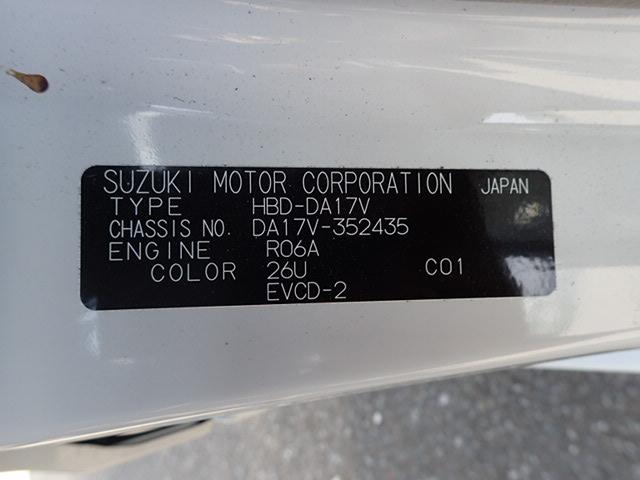 SUZUKI MOTOR CORPORATION JAPAN
TYPE HBD-DA17V
CHASSIS NO. DA17V-352435
ENGINE R06A
COLOR 26U C01
EVCD-2